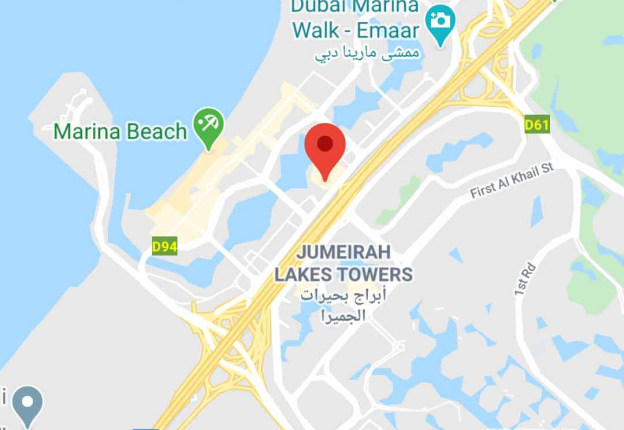 Dubai Marina
Walk - Emaar
ممشى مارينا دبي
Marina Beach
D61
First Al Khail St
D94
JUMEIRAH
LAKES TOWERS
أبراج بحيرات
الجميرا
1st Rd